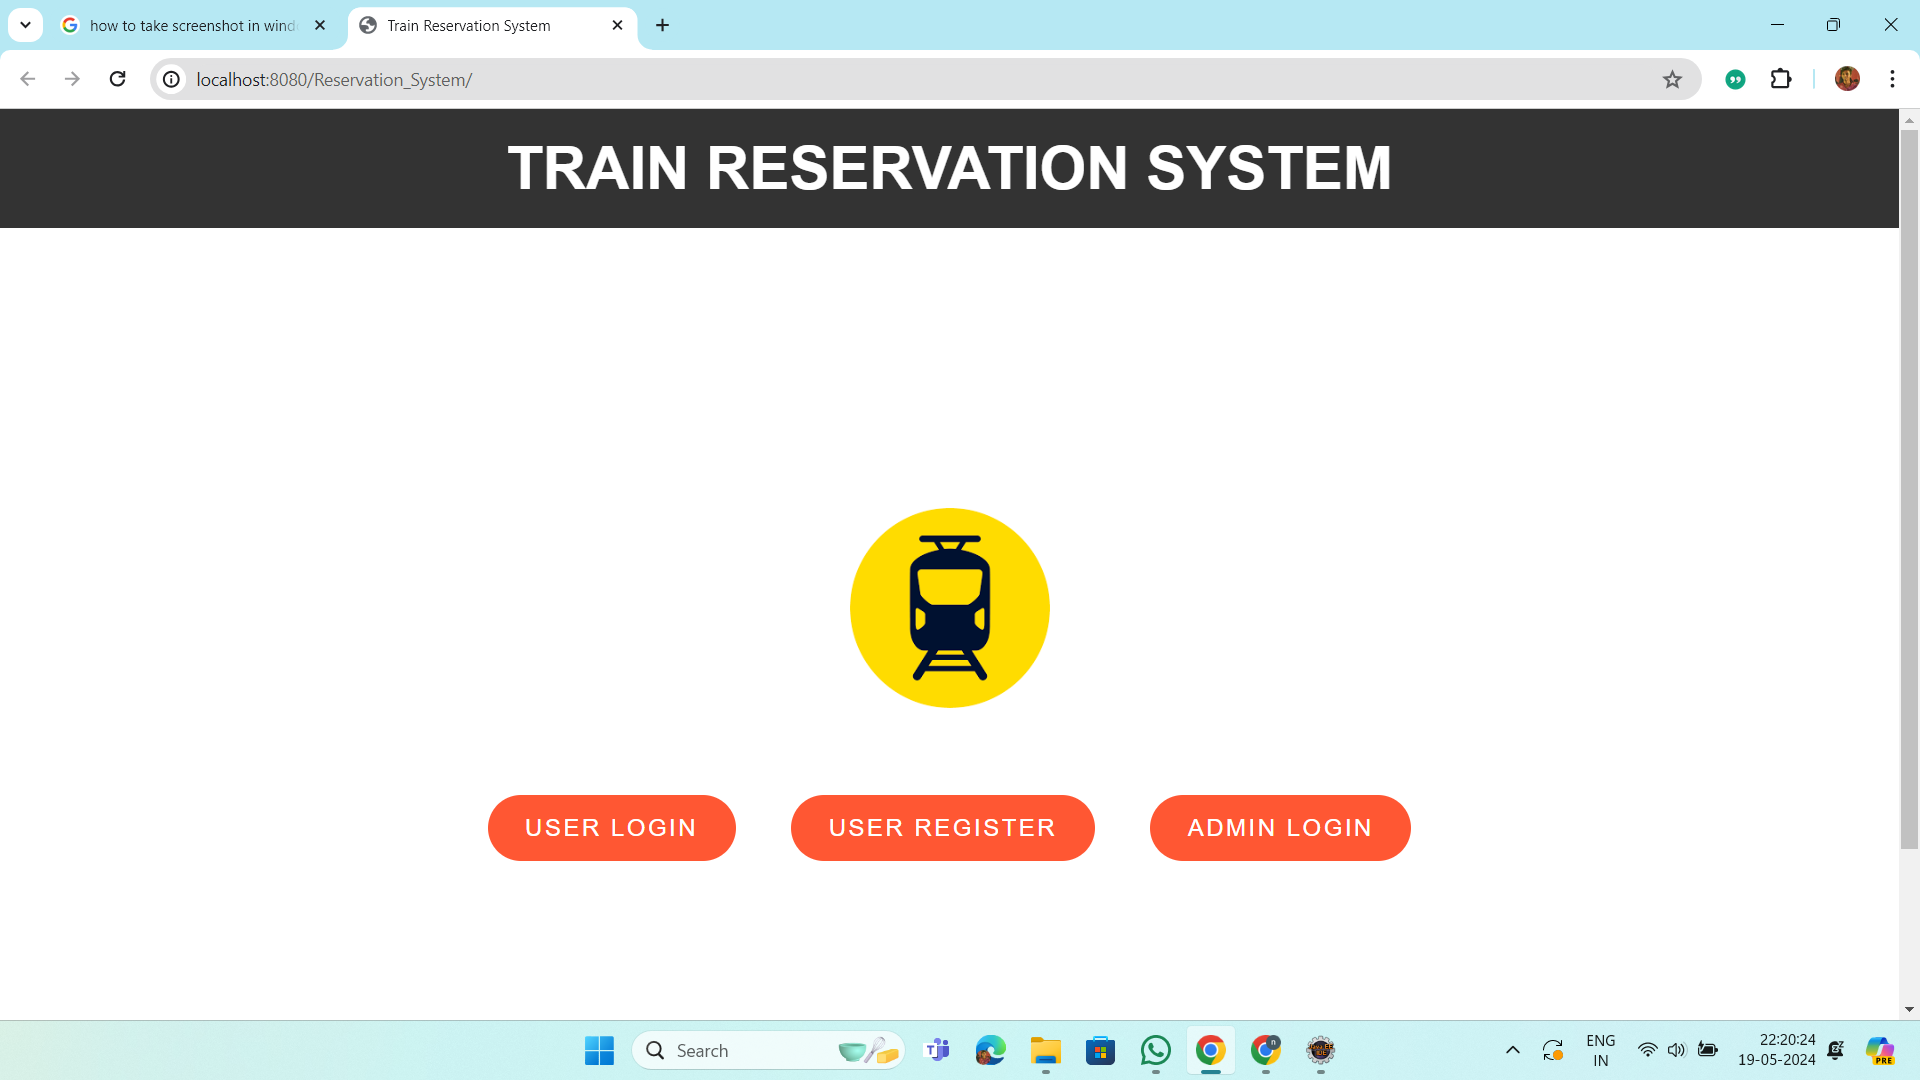 how to take screenshot in wind
Train Reservation System
localhost:8080/Reservation_System/
TRAIN RESERVATION SYSTEM
USER LOGIN
USER REGISTER
ADMIN LOGIN
Search
ENG
IN
22:20:24
19-05-2024
PRE